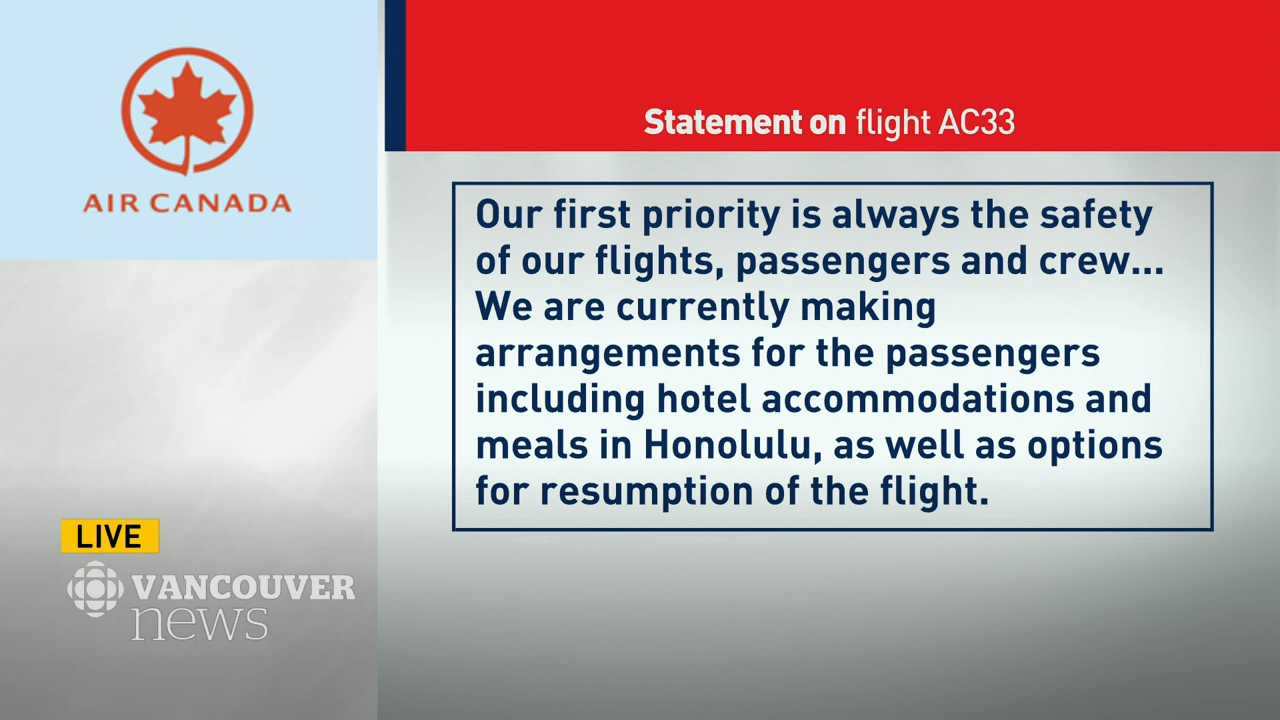 AIR CANADA
Statement on flight AC33
Our first priority is always the safety
of our flights, passengers and crew...
We are currently making
arrangements for the passengers
including hotel accommodations and
meals in Honolulu, as well as options
for resumption of the flight.
LIVE
VANCOUVER
news